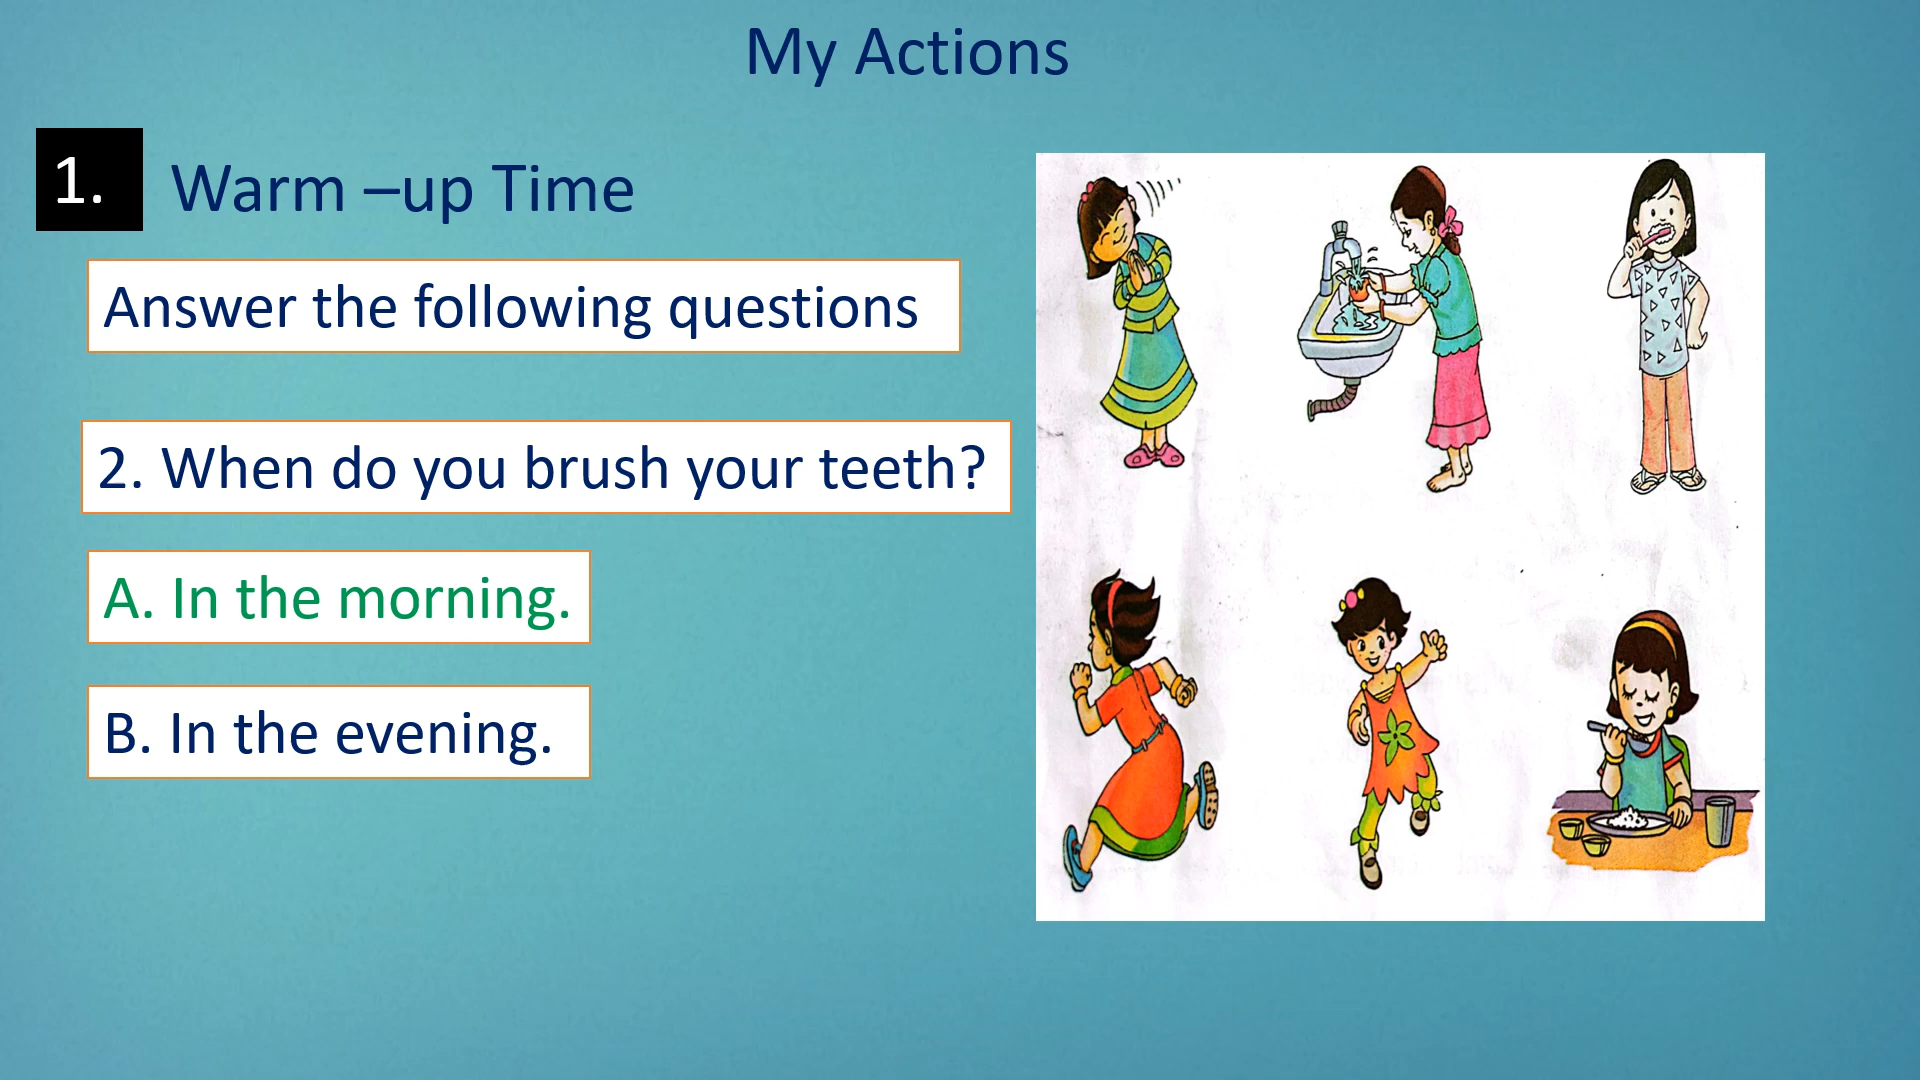 My Actions
1.
Warm –up Time
Answer the following questions
2. When do you brush your teeth?
A. In the morning.
B. In the evening.